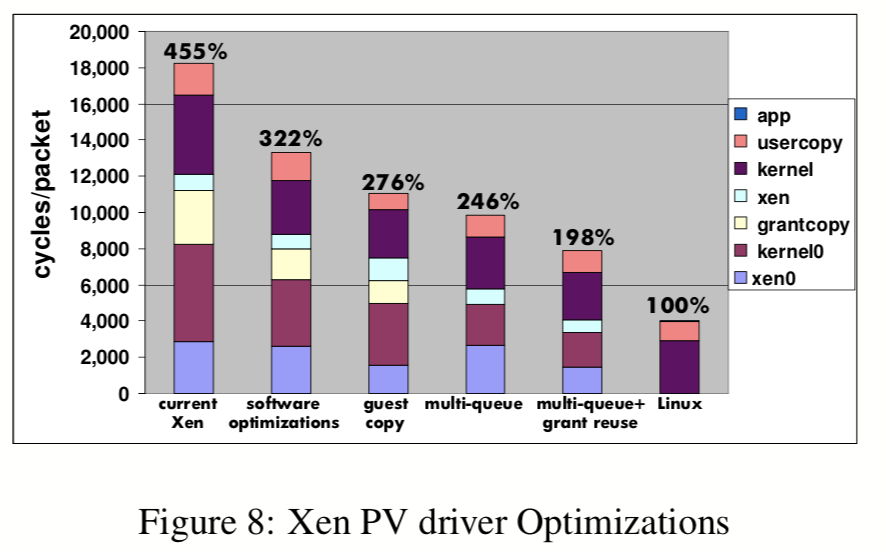 20,000
18,000
16,000
14,000
12,000
10,000
8,000
6,000
4,000
2,000
0
cycles/packet
455%
322%
276%
246%
198%
100%
current
Xen
software
optimizations
guest
copy
multi-queue
multi-queue+
grant reuse
Linux
app
usercopy
kernel
xen
grantcopy
kernel0
xen0
Figure 8: Xen PV driver Optimizations